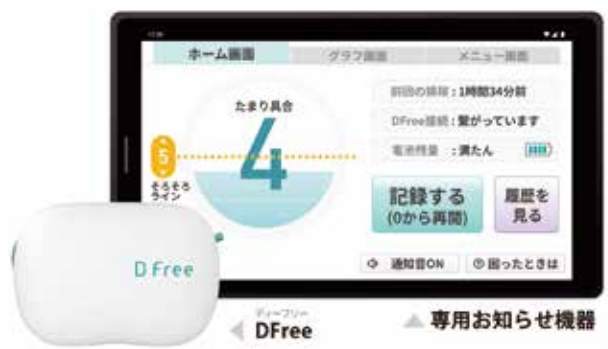 ホーム画面
グラフ画面
メニュー画面
たまり具合
4
5
そろそろ
ライン
前回の排尿：1時間34分前
DFree接続：繋がっています
電池残量：満たん
記録する
(0から再開)
履歴を
見る
通知音ON
困ったときは
D Free
ディーフリー
◀ DFree
▲ 専用お知らせ機器